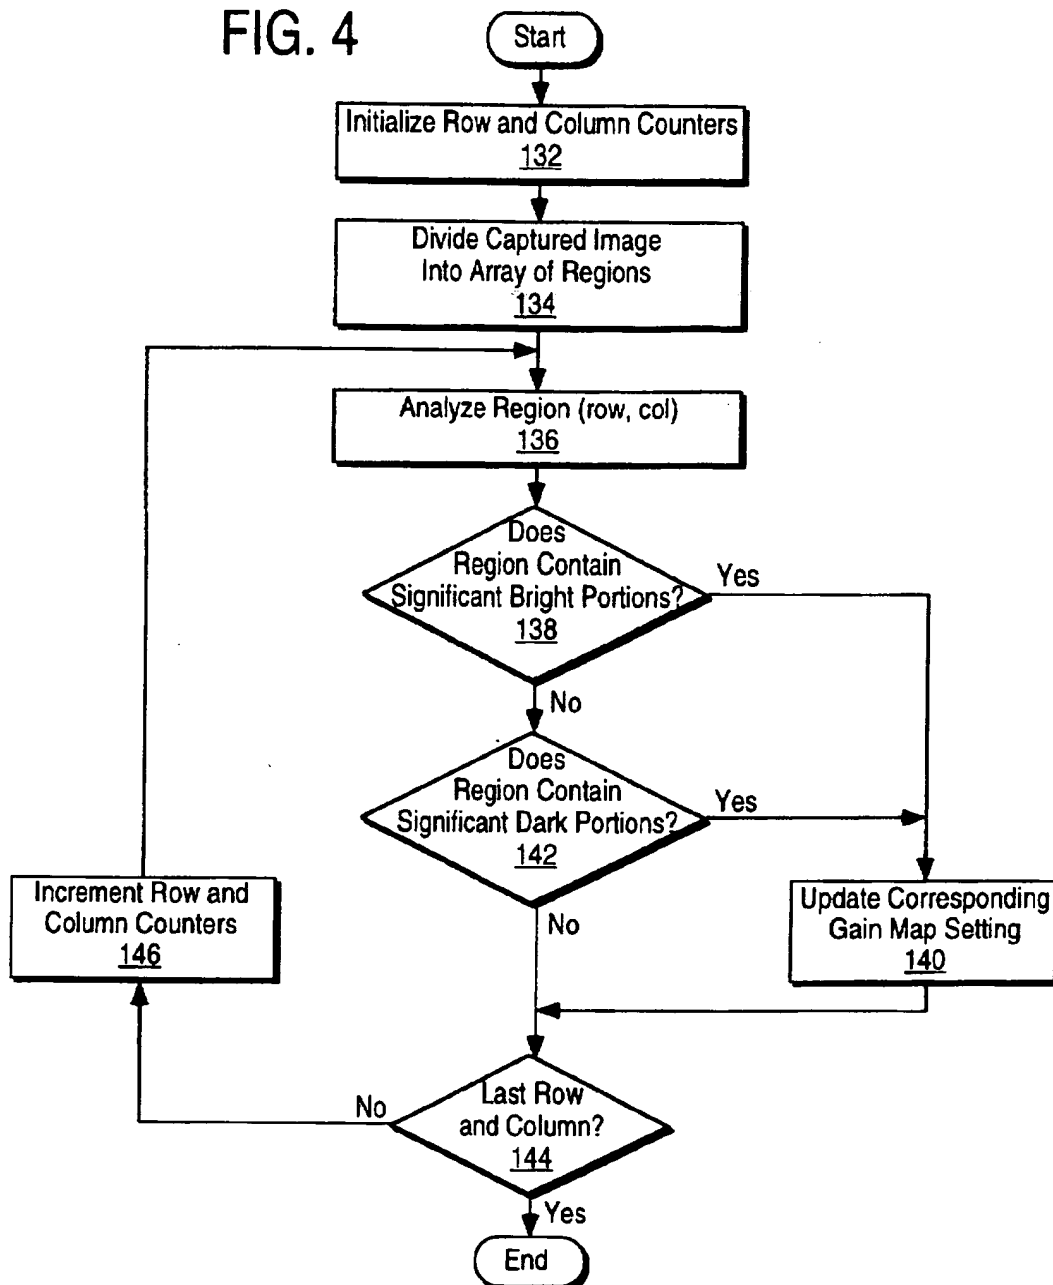 FIG. 4
Start
Initialize Row and Column Counters
132
Divide Captured Image
Into Array of Regions
134
Analyze Region (row, col)
136
Does
Region Contain
Significant Bright Portions?
138
Yes
No
Does
Region Contain
Significant Dark Portions?
142
Yes
No
Increment Row and
Column Counters
146
Update Corresponding
Gain Map Setting
140
Last Row
and Column?
144
No
Yes
End